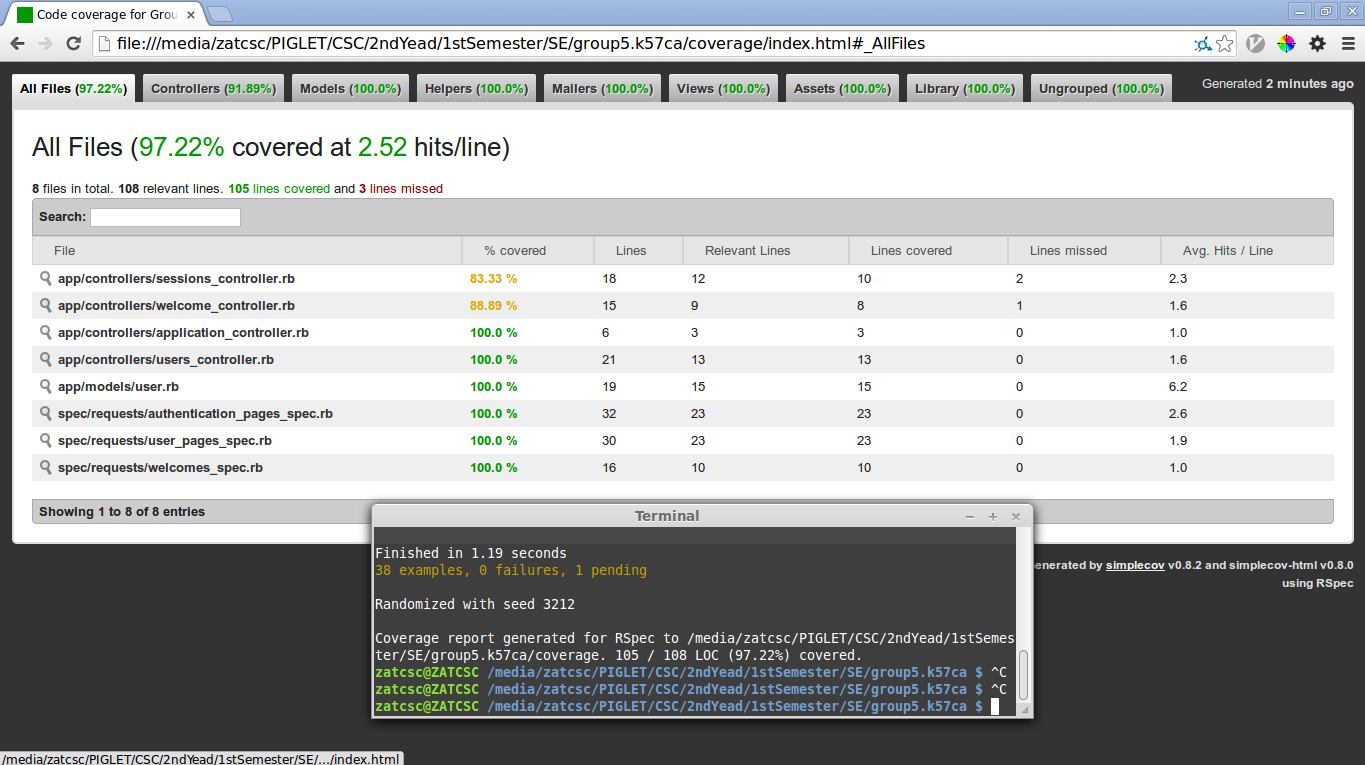 Code coverage for Grou
file:///media/zatcsc/PIGLET/CSC/2ndYead/1stSemester/SE/group5.k57ca/coverage/index.html#_AllFiles
All Files (97.22%) Controllers (91.89%) Models (100.0%) Helpers (100.0%) Mailers (100.0%) Views (100.0%) Assets (100.0%) Library (100.0%) Ungrouped (100.0%) Generated 2 minutes ago
All Files (97.22% covered at 2.52 hits/line)
8 files in total. 108 relevant lines. 105 lines covered and 3 lines missed
Search:
File % covered Lines Relevant Lines Lines covered Lines missed Avg. Hits / Line
app/controllers/sessions_controller.rb 83.33 % 18 12 10 2 2.3
app/controllers/welcome_controller.rb 88.89 % 15 9 8 1 1.6
app/controllers/application_controller.rb 100.0 % 6 3 3 0 1.0
app/controllers/users_controller.rb 100.0 % 21 13 13 0 1.6
app/models/user.rb 100.0 % 19 15 15 0 6.2
spec/requests/authentication_pages_spec.rb 100.0 % 32 23 23 0 2.6
spec/requests/user_pages_spec.rb 100.0 % 30 23 23 0 1.9
spec/requests/welcomes_spec.rb 100.0 % 16 10 10 0 1.0
Showing 1 to 8 of 8 entries
Terminal
Finished in 1.19 seconds
38 examples, 0 failures, 1 pending
Randomized with seed 3212
Coverage report generated for RSpec to /media/zatcsc/PIGLET/CSC/2ndYead/1stSemes
ter/SE/group5.k57ca/coverage. 105 / 108 LOC (97.22%) covered.
zatcsc@ZATCSC /media/zatcsc/PIGLET/CSC/2ndYead/1stSemester/SE/group5.k57ca $ ^C
zatcsc@ZATCSC /media/zatcsc/PIGLET/CSC/2ndYead/1stSemester/SE/group5.k57ca $ ^C
zatcsc@ZATCSC /media/zatcsc/PIGLET/CSC/2ndYead/1stSemester/SE/group5.k57ca $
enerated by simplecov v0.8.2 and simplecov-html v0.8.0
using RSpec
/media/zatcsc/PIGLET/CSC/2ndYead/1stSemester/SE/.../index.html